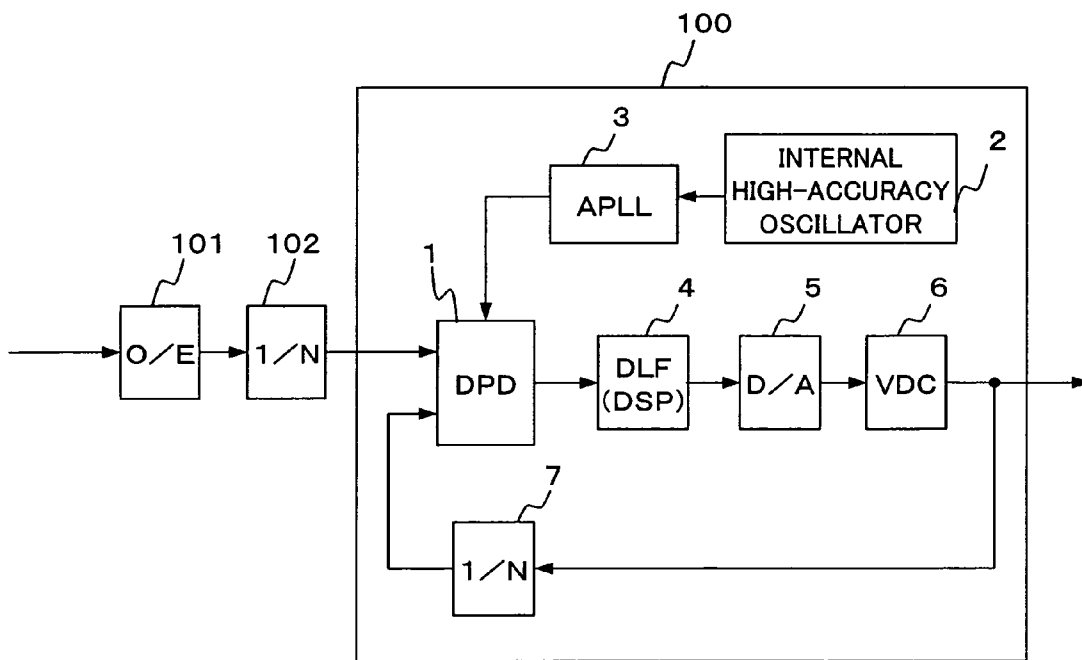 100
3
2
INTERNAL
HIGH-ACCURACY
OSCILLATOR
APLL
101
102
1
4
5
6
O/E
1/N
DPD
DLF
(DSP)
D/A
VDC
7
1/N